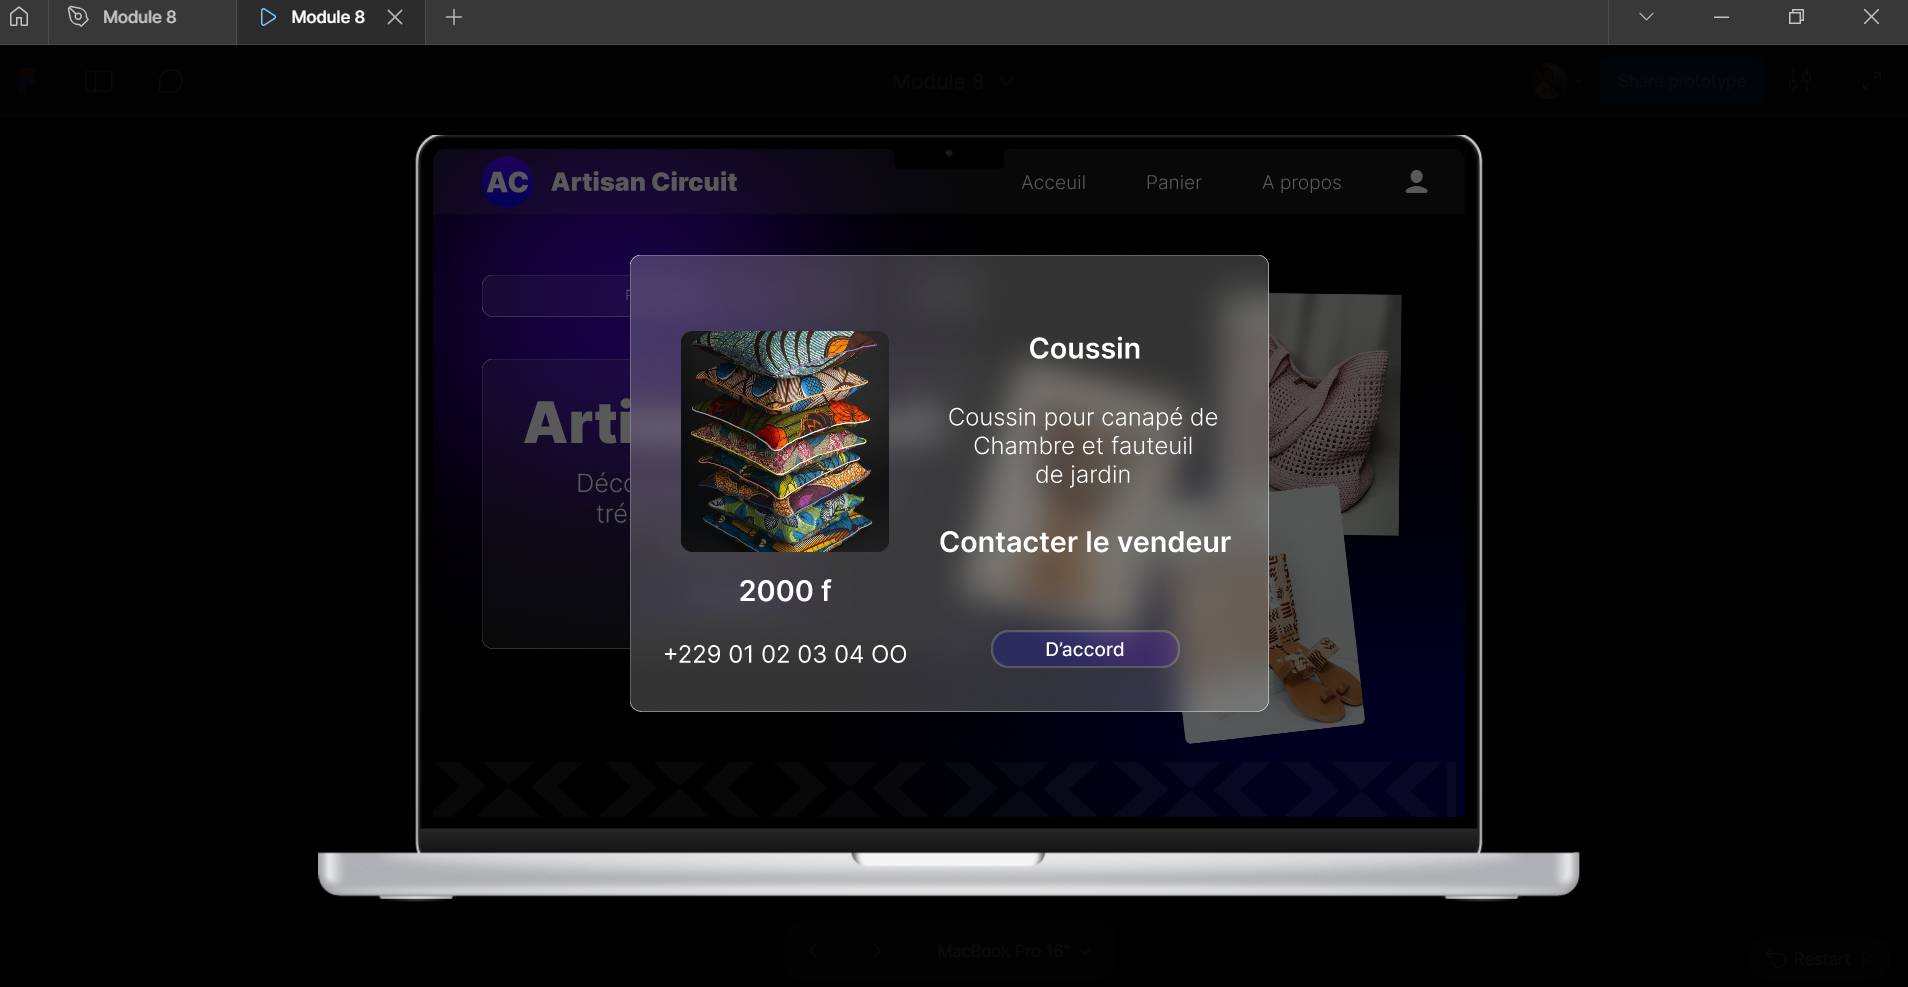 Module 8
Module 8
Module 8
Share prototype
AC Artisan Circuit
Acceuil
Panier
A propos
Arti
Déco
tré
Coussin
Coussin pour canapé de
Chambre et fauteuil
de jardin
Contacter le vendeur
2000 f
+229 01 02 03 04 OO
D’accord
MacBook Pro 16"
Restart